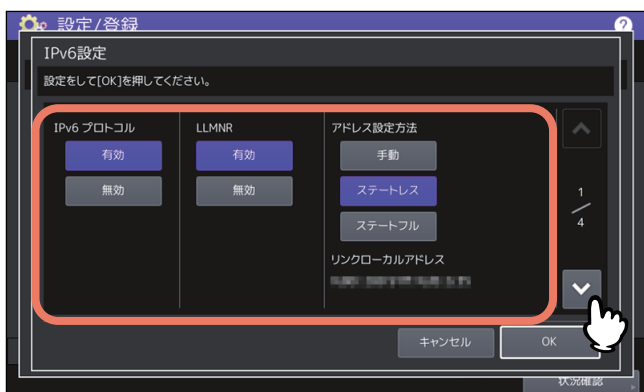 設定/登録
?
IPv6設定
設定をして[OK]を押してください。
IPv6 プロトコル
有効
無効
LLMNR
有効
無効
アドレス設定方法
手動
ステートレス
ステートフル
リンクローカルアドレス
1
4
キャンセル
OK
状況確認